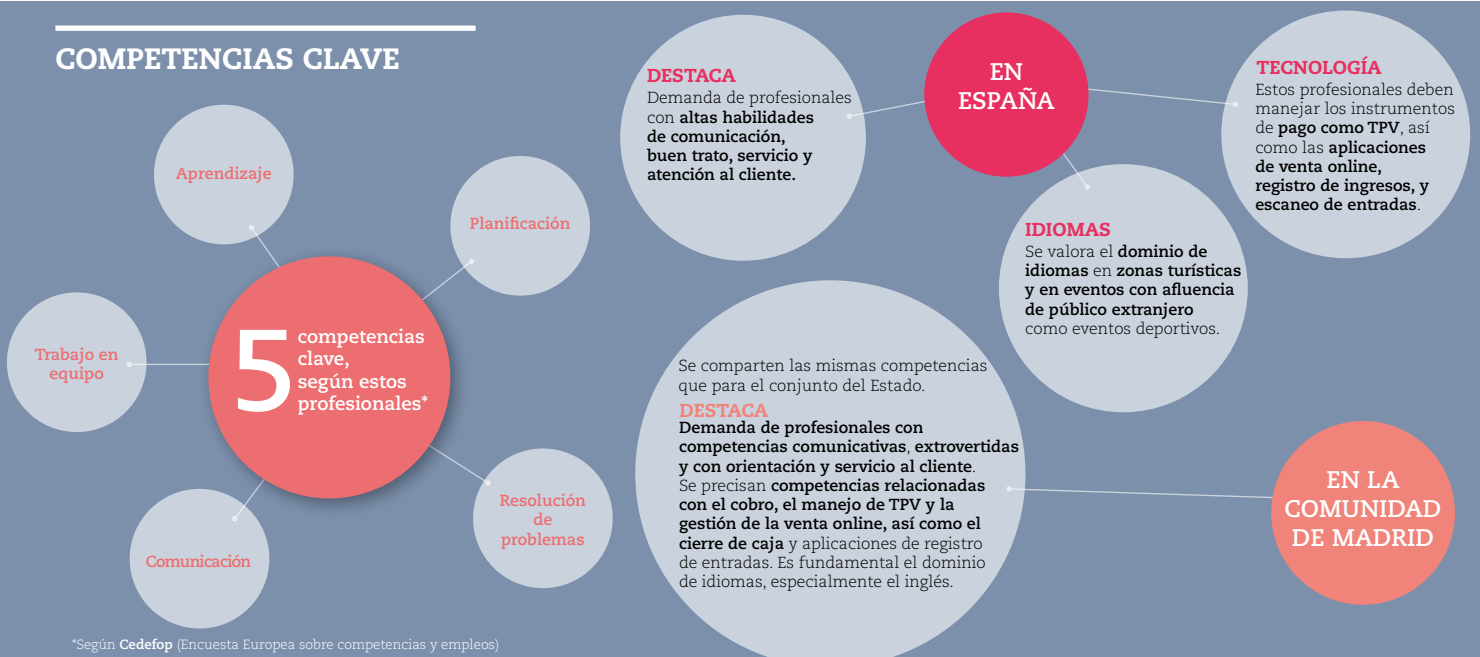 COMPETENCIAS CLAVE
Aprendizaje
Planificación
Trabajo en
equipo
5
competencias
clave,
según estos
profesionales*
Resolución
de
problemas
Comunicación
*Según Cedefop (Encuesta Europea sobre competencias y empleos)
EN
ESPAÑA
DESTACA
Demanda de profesionales
con altas habilidades
de comunicación,
buen trato, servicio y
atención al cliente.
IDIOMAS
Se valora el dominio de
idiomas en zonas turísticas
y en eventos con afluencia
de público extranjero
como eventos deportivos.
TECNOLOGÍA
Estos profesionales deben
manejar los instrumentos
de pago como TPV, así
como las aplicaciones
de venta online,
registro de ingresos, y
escaneo de entradas.
EN LA
COMUNIDAD
DE MADRID
Se comparten las mismas competencias
que para el conjunto del Estado.
DESTACA
Demanda de profesionales con
competencias comunicativas, extrovertidas
y con orientación y servicio al cliente.
Se precisan competencias relacionadas
con el cobro, el manejo de TPV y la
gestión de la venta online, así como el
cierre de caja y aplicaciones de registro
de entradas. Es fundamental el dominio
de idiomas, especialmente el inglés.